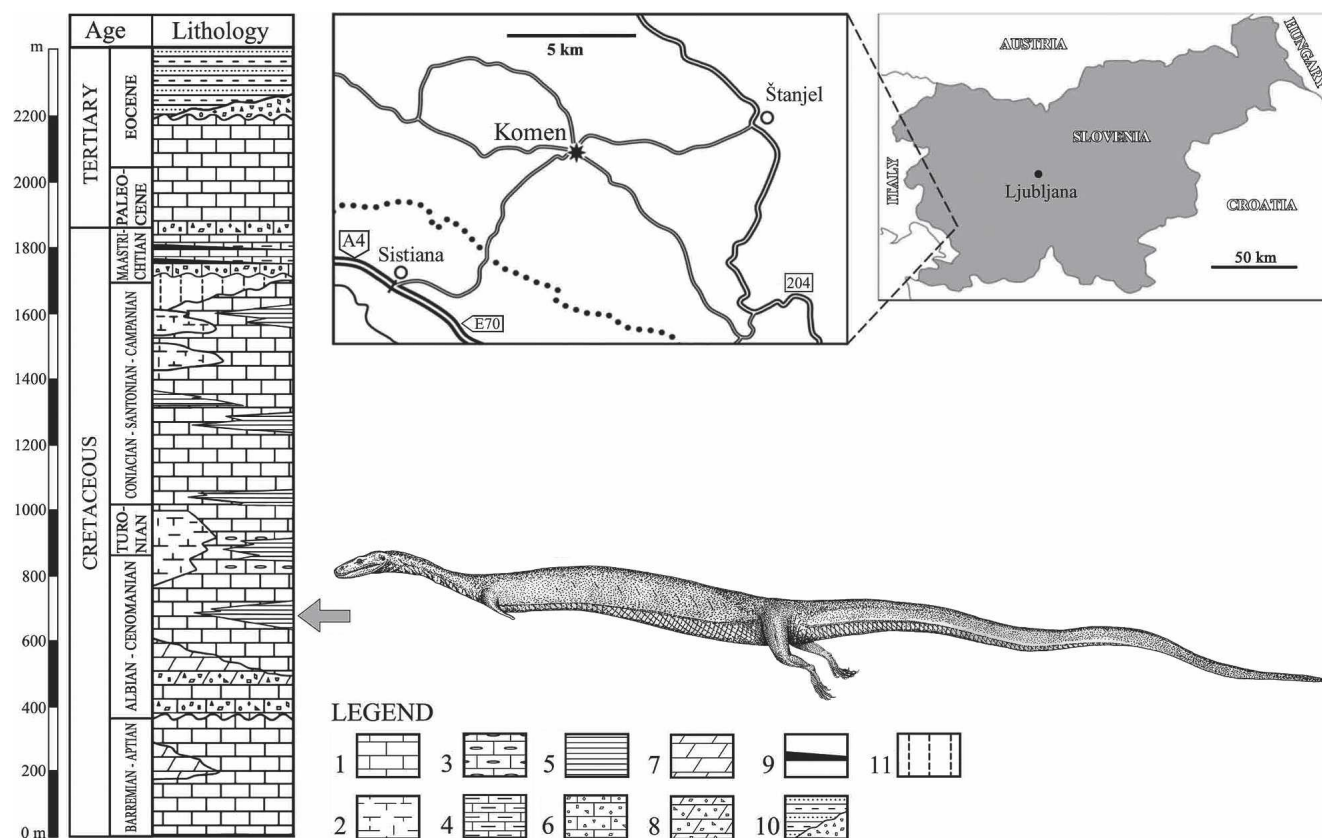 Age
Lithology
m
2200
2000
1800
1600
1400
1200
1000
800
600
400
200
0 m
TERTIARY
CRETACEOUS
EOCENE
PALEO-
CENE
MAASTRI-
CHTIAN
CONIACIAN - SANTONIAN - CAMPANIAN
TURO-
NIAN
ALBIAN - CENOMANIAN
BARREMIAN - APTIAN
5 km
Štanjel
Komen
A4
Sistiana
204
E70
AUSTRIA
HUNGARY
SLOVENIA
ITALY
Ljubljana
CROATIA
50 km
LEGEND
1
3
5
7
9
11
2
4
6
8
10